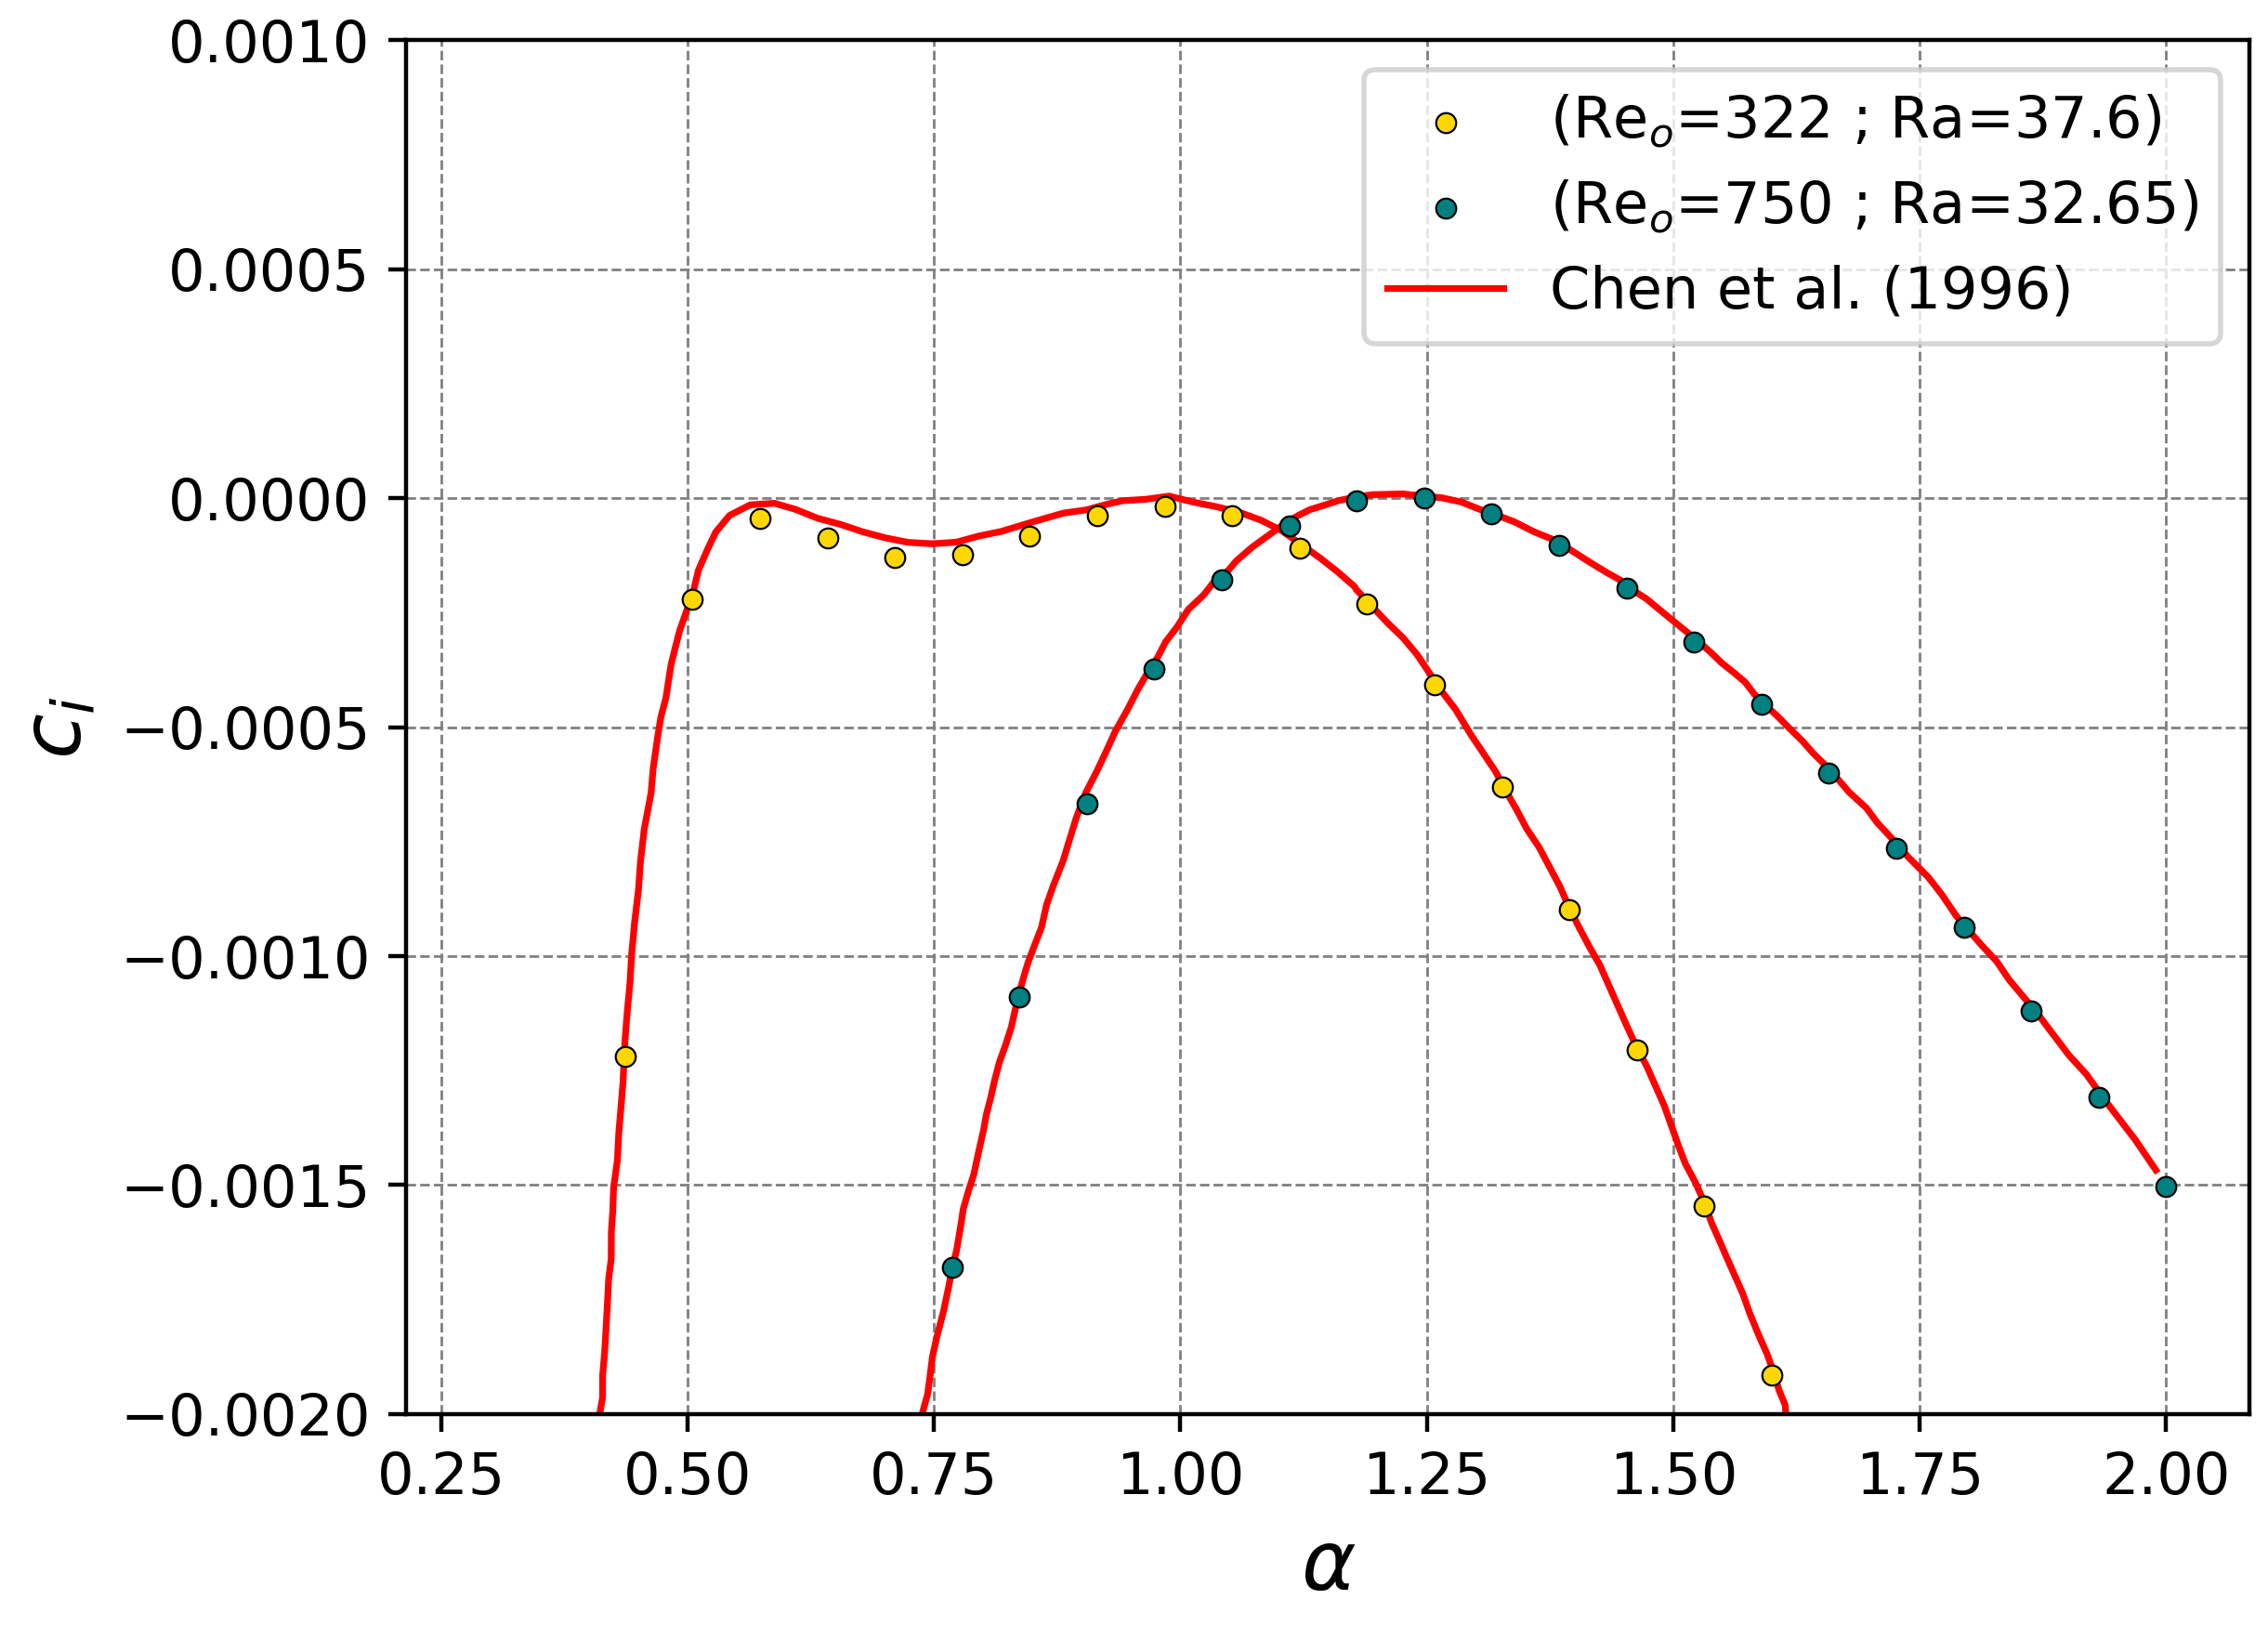 0.0010
0.0005
0.0000
−0.0005
−0.0010
−0.0015
−0.0020
c_i
(Re_o=322 ; Ra=37.6)
(Re_o=750 ; Ra=32.65)
Chen et al. (1996)
0.25 0.50 0.75 1.00 1.25 1.50 1.75 2.00
α